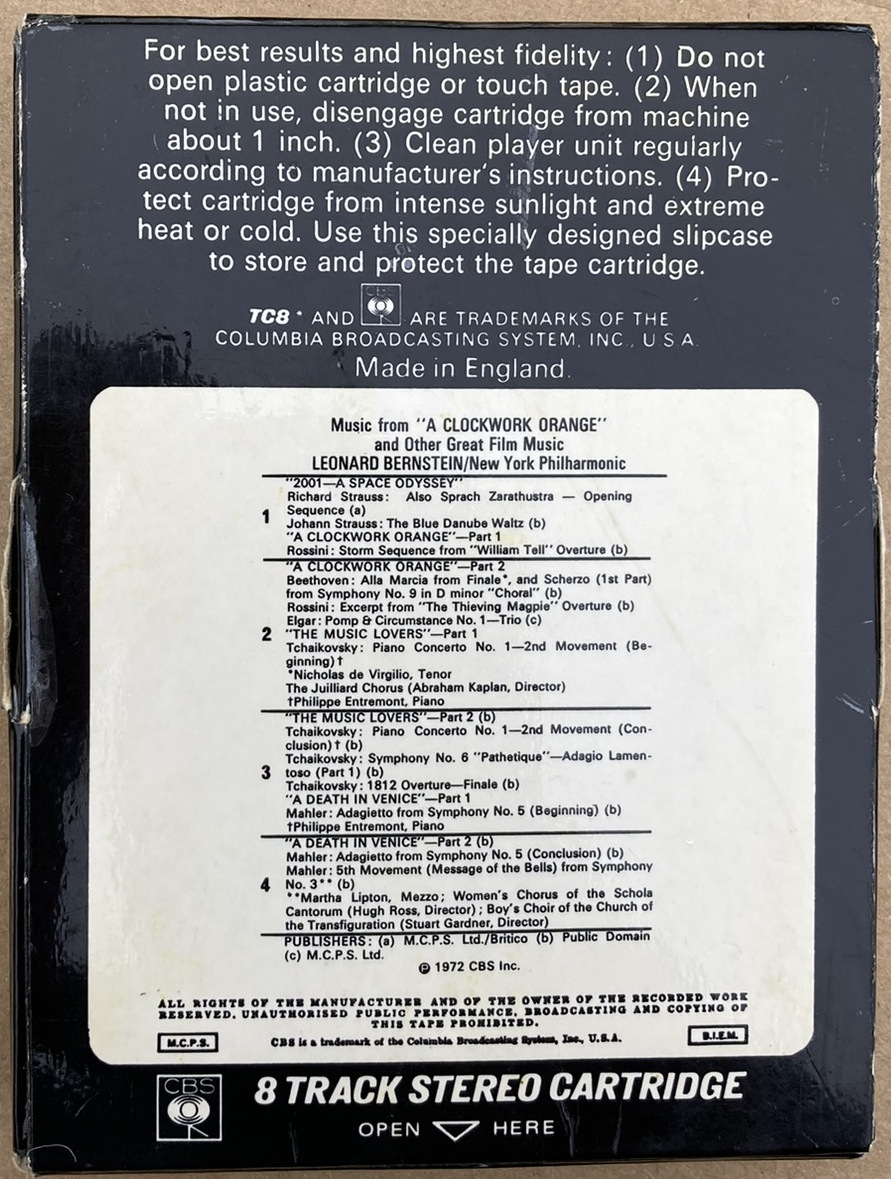 For best results and highest fidelity: (1) Do not
open plastic cartridge or touch tape. (2) When
not in use, disengage cartridge from machine
about 1 inch. (3) Clean player unit regularly
according to manufacturer's instructions. (4) Pro-
tect cartridge from intense sunlight and extreme
heat or cold. Use this specially designed slipcase
to store and protect the tape cartridge.
TC8 * AND CBS ARE TRADEMARKS OF THE
COLUMBIA BROADCASTING SYSTEM, INC., U.S.A.
Made in England.
Music from "A CLOCKWORK ORANGE"
and Other Great Film Music
LEONARD BERNSTEIN/New York Philharmonic
1
"2001—A SPACE ODYSSEY"
Richard Strauss: Also Sprach Zarathustra — Opening
Sequence (a)
Johann Strauss: The Blue Danube Waltz (b)
"A CLOCKWORK ORANGE"—Part 1
Rossini: Storm Sequence from "William Tell" Overture (b)
2
"A CLOCKWORK ORANGE"—Part 2
Beethoven: Alla Marcia from Finale*, and Scherzo (1st Part)
from Symphony No. 9 in D minor "Choral" (b)
Rossini: Excerpt from "The Thieving Magpie" Overture (b)
Elgar: Pomp & Circumstance No. 1—Trio (c)
"THE MUSIC LOVERS"—Part 1
Tchaikovsky: Piano Concerto No. 1—2nd Movement (Be-
ginning)†
*Nicholas de Virgilio, Tenor
The Juilliard Chorus (Abraham Kaplan, Director)
†Philippe Entremont, Piano
3
"THE MUSIC LOVERS"—Part 2 (b)
Tchaikovsky: Piano Concerto No. 1—2nd Movement (Con-
clusion)† (b)
Tchaikovsky: Symphony No. 6 "Pathetique"—Adagio Lamen-
toso (Part 1) (b)
Tchaikovsky: 1812 Overture—Finale (b)
"A DEATH IN VENICE"—Part 1
Mahler: Adagietto from Symphony No. 5 (Beginning) (b)
†Philippe Entremont, Piano
4
"A DEATH IN VENICE"—Part 2 (b)
Mahler: Adagietto from Symphony No. 5 (Conclusion) (b)
Mahler: 5th Movement (Message of the Bells) from Symphony
No. 3** (b)
**Martha Lipton, Mezzo; Women's Chorus of the Schola
Cantorum (Hugh Ross, Director); Boy's Choir of the Church of
the Transfiguration (Stuart Gardner, Director)
PUBLISHERS: (a) M.C.P.S. Ltd./Britico (b) Public Domain
(c) M.C.P.S. Ltd.
℗ 1972 CBS Inc.
ALL RIGHTS OF THE MANUFACTURER AND OF THE OWNER OF THE RECORDED WORK
RESERVED. UNAUTHORISED PUBLIC PERFORMANCE, BROADCASTING AND COPYING OF
THIS TAPE PROHIBITED.
M.C.P.S.
CBS is a trademark of the Columbia Broadcasting System, Inc., U.S.A.
B.I.E.M.
CBS
8 TRACK STEREO CARTRIDGE
OPEN HERE